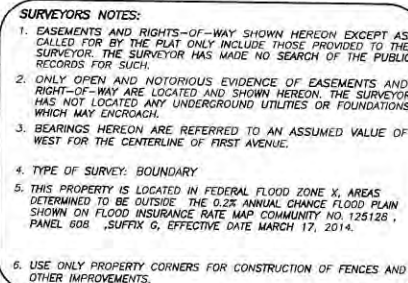 SURVEYORS NOTES:
1. EASEMENTS AND RIGHTS-OF-WAY SHOWN HEREON EXCEPT AS
CALLED FOR BY THE PLAT ONLY INCLUDE THOSE PROVIDED TO THE
SURVEYOR. THE SURVEYOR HAS MADE NO SEARCH OF THE PUBLIC
RECORDS FOR SUCH.
2. ONLY OPEN AND NOTORIOUS EVIDENCE OF EASEMENTS AND
RIGHT-OF-WAY ARE LOCATED AND SHOWN HEREON. THE SURVEYOR
HAS NOT LOCATED ANY UNDERGROUND UTILITIES OR FOUNDATIONS
WHICH MAY ENCROACH.
3. BEARINGS HEREON ARE REFERRED TO AN ASSUMED VALUE OF
WEST FOR THE CENTERLINE OF FIRST AVENUE.
4. TYPE OF SURVEY: BOUNDARY
5. THIS PROPERTY IS LOCATED IN FEDERAL FLOOD ZONE X, AREAS
DETERMINED TO BE OUTSIDE THE 0.2% ANNUAL CHANCE FLOOD PLAIN
SHOWN ON FLOOD INSURANCE RATE MAP COMMUNITY NO. 125128 ,
PANEL 608 ,SUFFIX G, EFFECTIVE DATE MARCH 17, 2014.
6. USE ONLY PROPERTY CORNERS FOR CONSTRUCTION OF FENCES AND
OTHER IMPROVEMENTS.